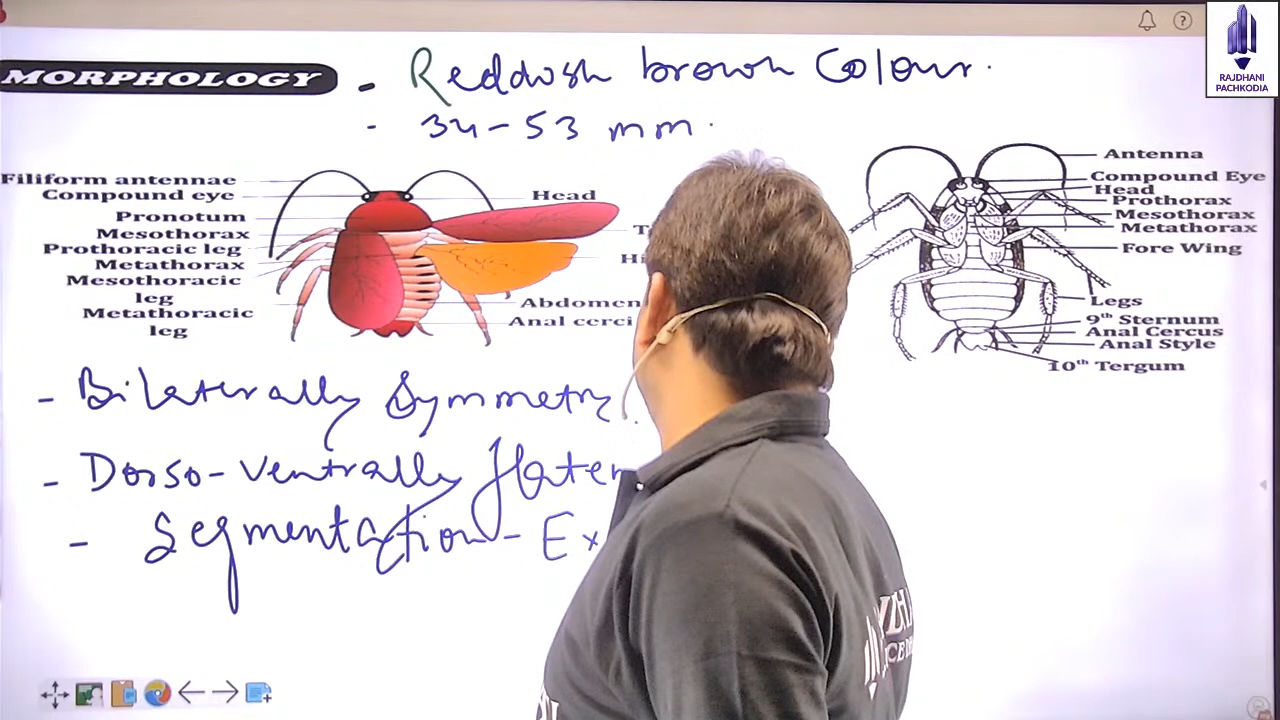 RAJDHANI
PACHKODIA
MORPHOLOGY
- Reddish brown Colour.
- 34-53 mm.
Filiform antennae
Compound eye
Pronotum
Mesothorax
Prothoracic leg
Metathorax
Mesothoracic
leg
Metathoracic
leg
Head
Abdomen
Anal cerci
Antenna
Compound Eye
Head
Prothorax
Mesothorax
Metathorax
Fore Wing
Legs
9th Sternum
Anal Cercus
Anal Style
10th Tergum
- Bilaterally Symmetry.
- Dorso-ventrally flaten
- Segmentation - Ex